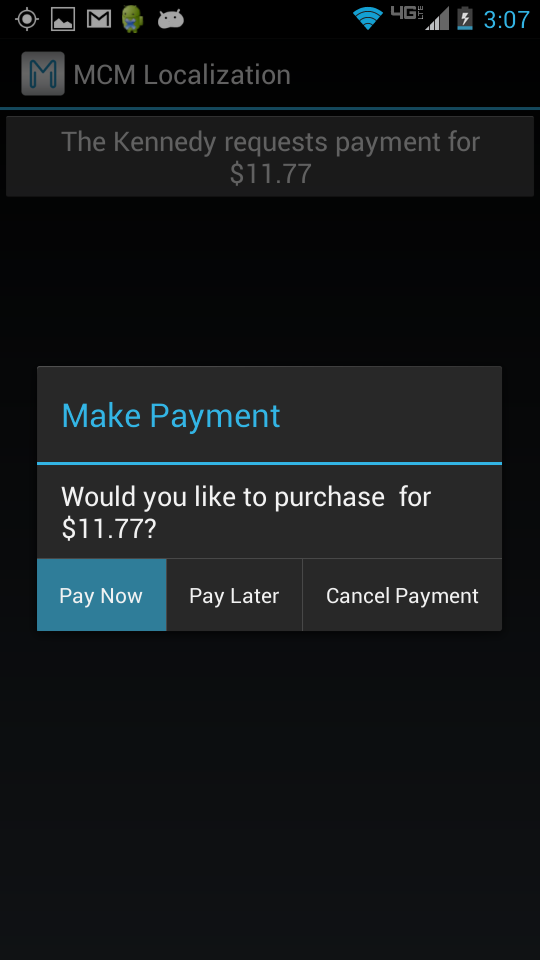 4G LTE 3:07
MCM Localization
The Kennedy requests payment for
$11.77
Make Payment
Would you like to purchase  for
$11.77?
Pay Now Pay Later Cancel Payment